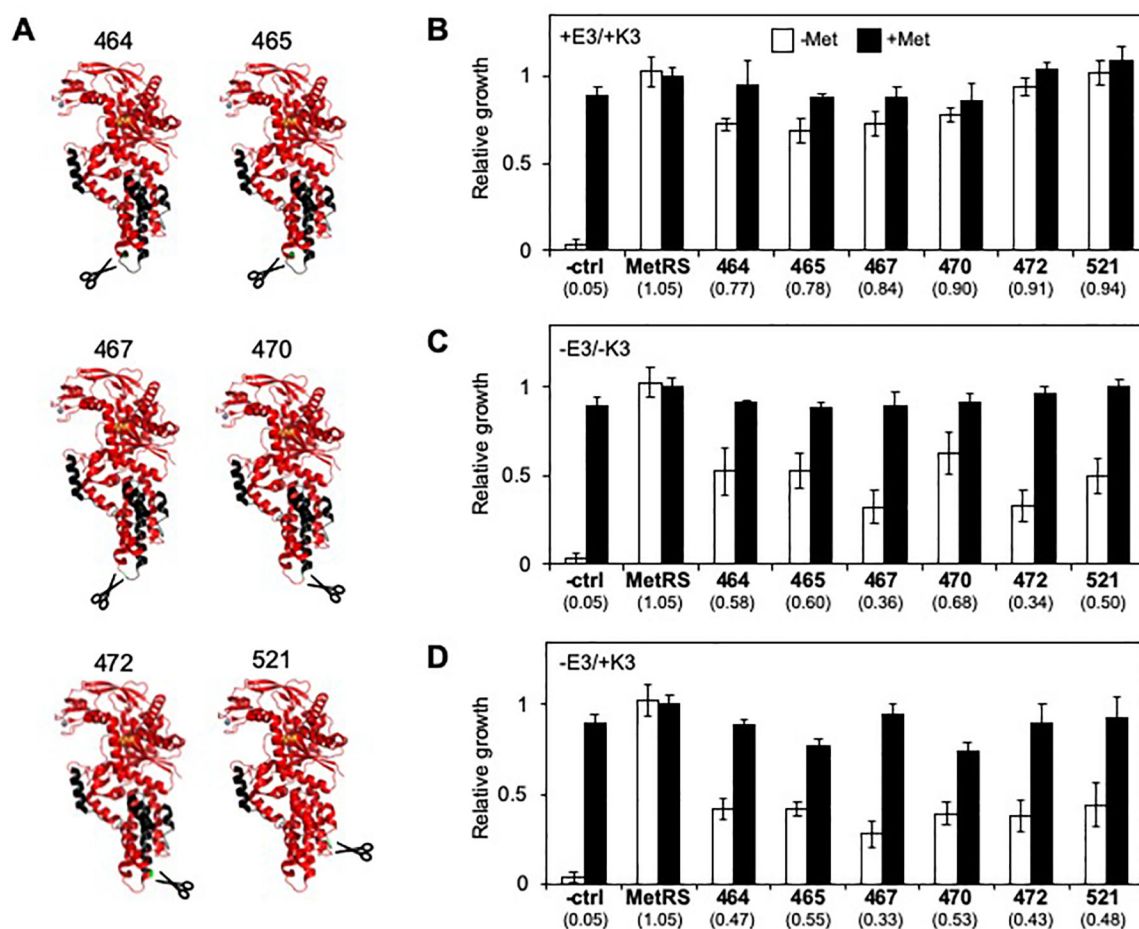 A
464 465
467 470
472 521
B
+E3/+K3
-Met +Met
Relative growth
1
0.5
0
-ctrl MetRS 464 465 467 470 472 521
(0.05) (1.05) (0.77) (0.78) (0.84) (0.90) (0.91) (0.94)
C
-E3/-K3
Relative growth
1
0.5
0
-ctrl MetRS 464 465 467 470 472 521
(0.05) (1.05) (0.58) (0.60) (0.36) (0.68) (0.34) (0.50)
D
-E3/+K3
Relative growth
1
0.5
0
-ctrl MetRS 464 465 467 470 472 521
(0.05) (1.05) (0.47) (0.55) (0.33) (0.53) (0.43) (0.48)